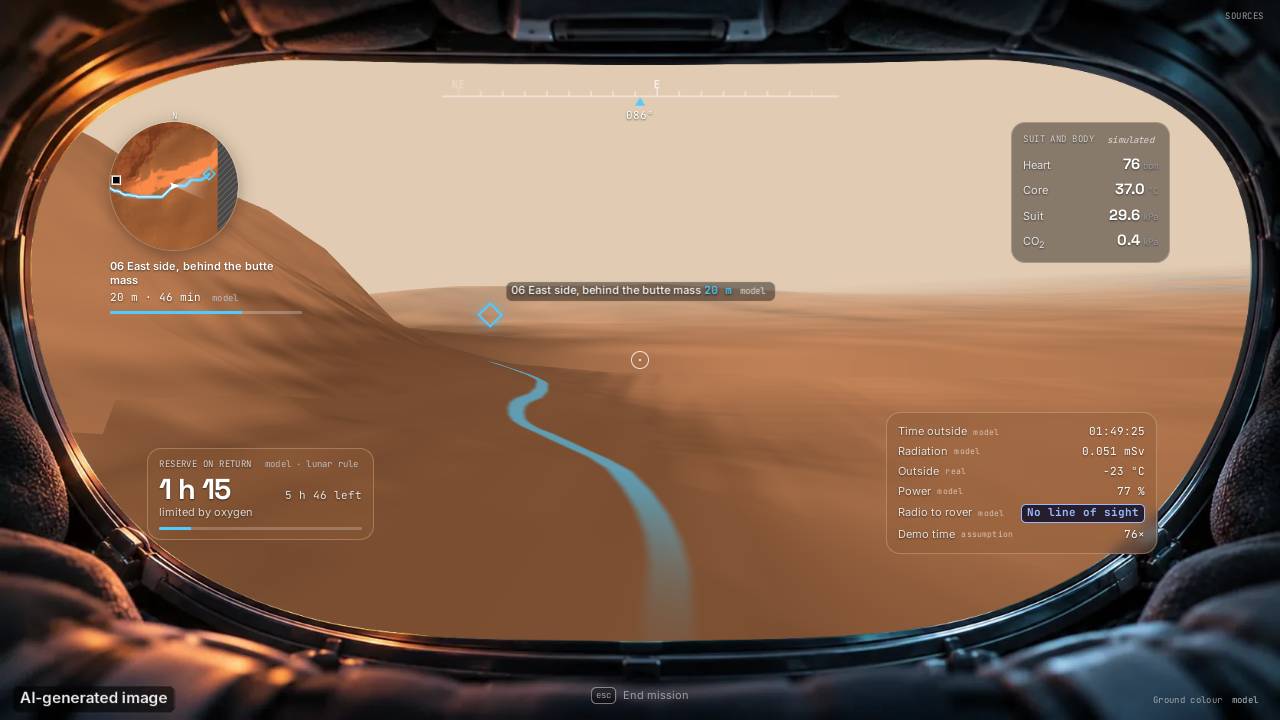 SOURCES
NE E
086°
N
06 East side, behind the butte
mass
20 m · 46 min model
SUIT AND BODY simulated
Heart 76 bpm
Core 37.0 °C
Suit 29.6 kPa
CO2 0.4 kPa
06 East side, behind the butte mass 20 m model
RESERVE ON RETURN model · lunar rule
1 h 15 5 h 46 left
limited by oxygen
Time outside model 01:49:25
Radiation model 0.051 mSv
Outside real -23 °C
Power model 77 %
Radio to rover model No line of sight
Demo time assumption 76×
AI-generated image
esc End mission
Ground colour model